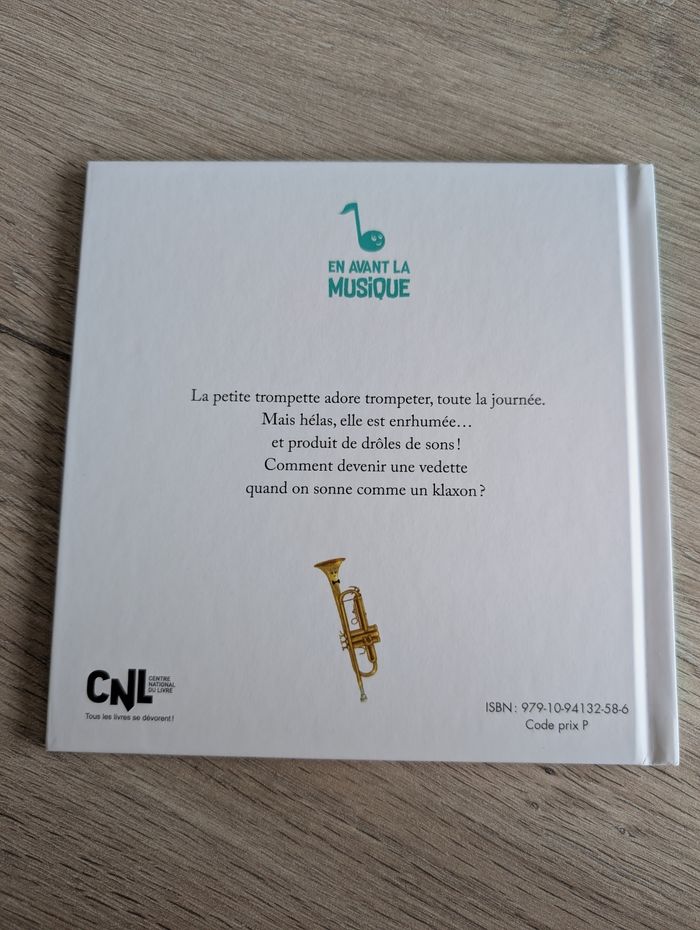 EN AVANT LA
MUSiQUE
La petite trompette adore trompeter, toute la journée.
Mais hélas, elle est enrhumée…
et produit de drôles de sons !
Comment devenir une vedette
quand on sonne comme un klaxon ?
CNL
CENTRE
NATIONAL
DU LIVRE
Tous les livres se dévorent !
ISBN : 979-10-94132-58-6
Code prix P